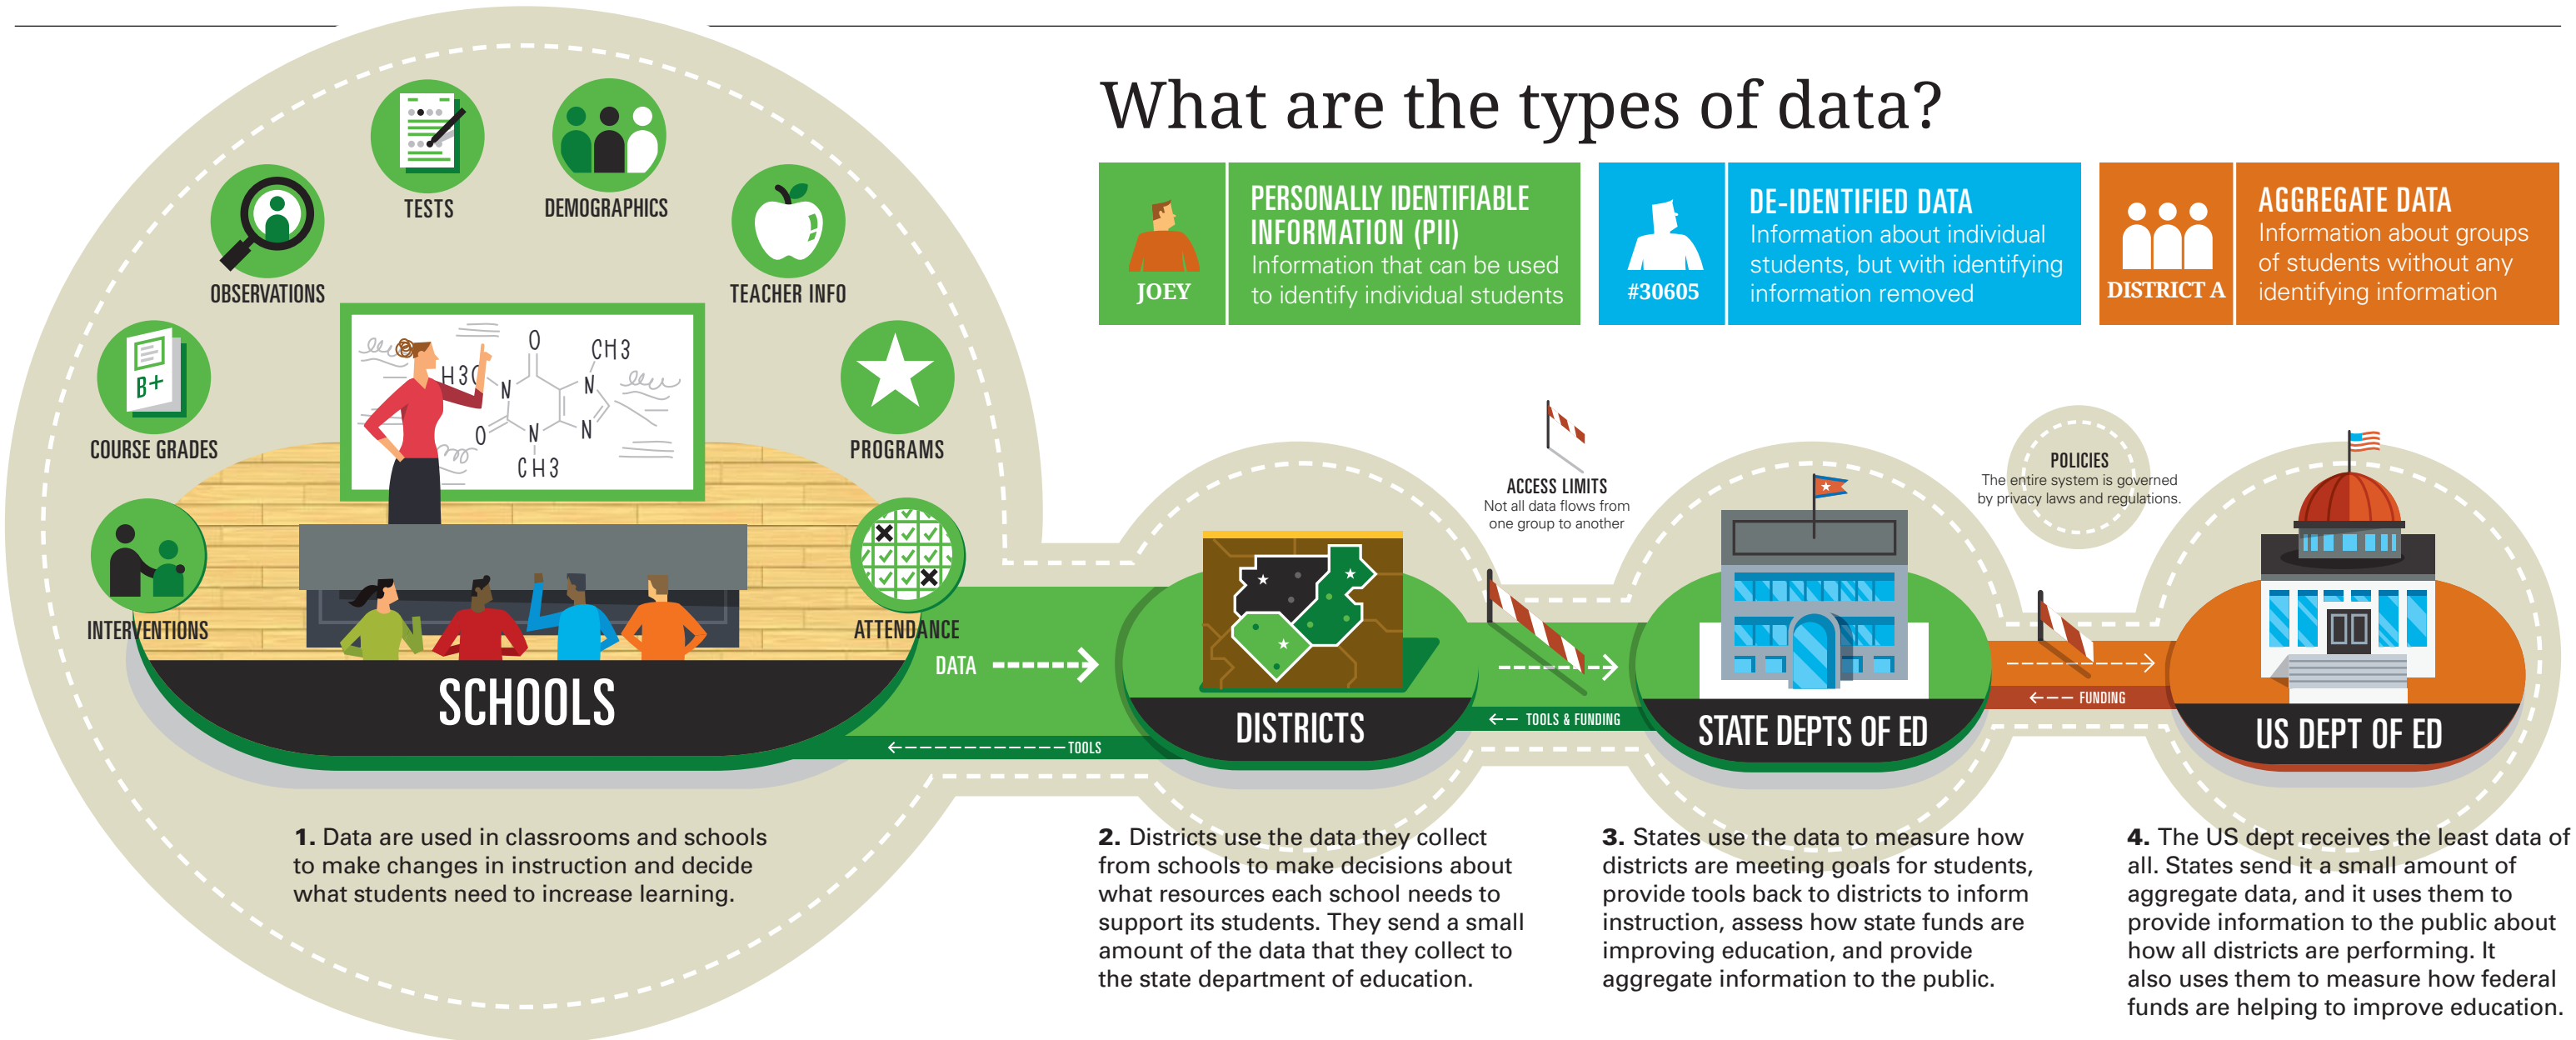 What are the types of data?
JOEY
PERSONALLY IDENTIFIABLE
INFORMATION (PII)
Information that can be used
to identify individual students
#30605
DE-IDENTIFIED DATA
Information about individual
students, but with identifying
information removed
DISTRICT A
AGGREGATE DATA
Information about groups
of students without any
identifying information
TESTS
DEMOGRAPHICS
OBSERVATIONS
TEACHER INFO
B+
COURSE GRADES
PROGRAMS
INTERVENTIONS
ATTENDANCE
O
CH3
H3C
N
N
O
N
N
CH3
SCHOOLS
DATA
TOOLS
DISTRICTS
ACCESS LIMITS
Not all data flows from
one group to another
TOOLS & FUNDING
STATE DEPTS OF ED
POLICIES
The entire system is governed
by privacy laws and regulations.
FUNDING
US DEPT OF ED
1. Data are used in classrooms and schools
to make changes in instruction and decide
what students need to increase learning.
2. Districts use the data they collect
from schools to make decisions about
what resources each school needs to
support its students. They send a small
amount of the data that they collect to
the state department of education.
3. States use the data to measure how
districts are meeting goals for students,
provide tools back to districts to inform
instruction, assess how state funds are
improving education, and provide
aggregate information to the public.
4. The US dept receives the least data of
all. States send it a small amount of
aggregate data, and it uses them to
provide information to the public about
how all districts are performing. It
also uses them to measure how federal
funds are helping to improve education.